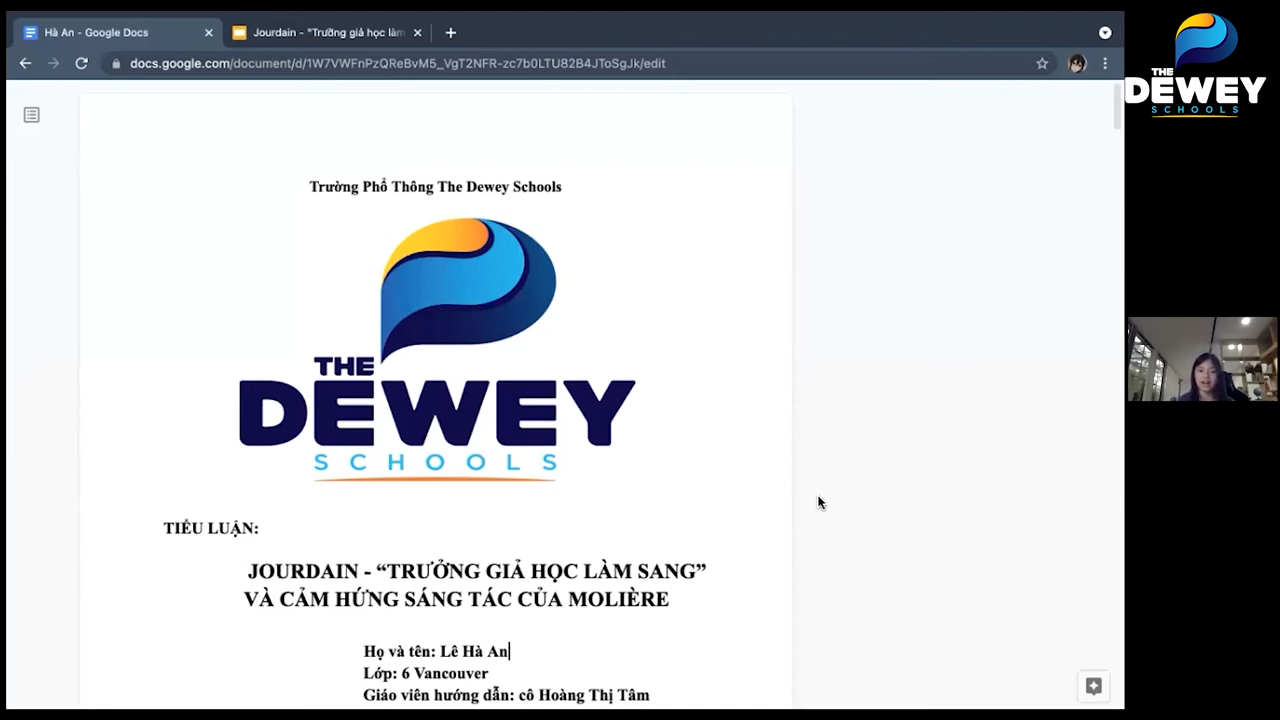 Hà An - Google Docs
Jourdain - "Trưởng giả học làm
docs.google.com/document/d/1W7VWFnPzQReBvM5_VgT2NFR-zc7b0LTU82B4JToSgJk/edit
THE
DEWEY
SCHOOLS
Trường Phổ Thông The Dewey Schools
THE
DEWEY
SCHOOLS
TIỂU LUẬN:
JOURDAIN - “TRƯỞNG GIẢ HỌC LÀM SANG”
VÀ CẢM HỨNG SÁNG TÁC CỦA MOLIÈRE
Họ và tên: Lê Hà An
Lớp: 6 Vancouver
Giáo viên hướng dẫn: cô Hoàng Thị Tâm